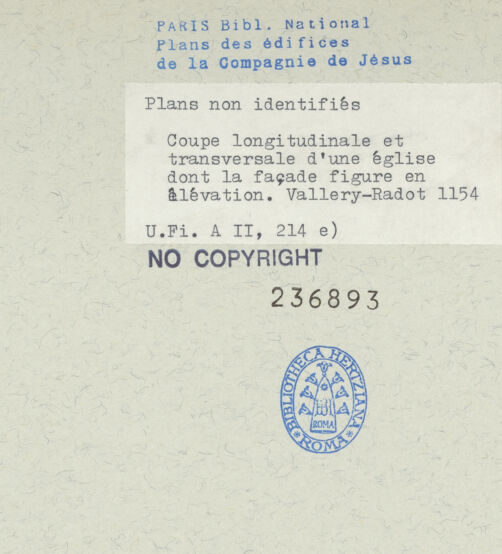 PARIS Bibl. National
Plans des édifices
de la Compagnie de Jésus
Plans non identifiés
Coupe longitudinale et
transversale d'une église
dont la façade figure en
élévation. Vallery-Radot 1154
U.Fi. A II, 214 e)
NO COPYRIGHT
236893
BIBLIOTHECA HERTZIANA
ROMA
*ROMA*